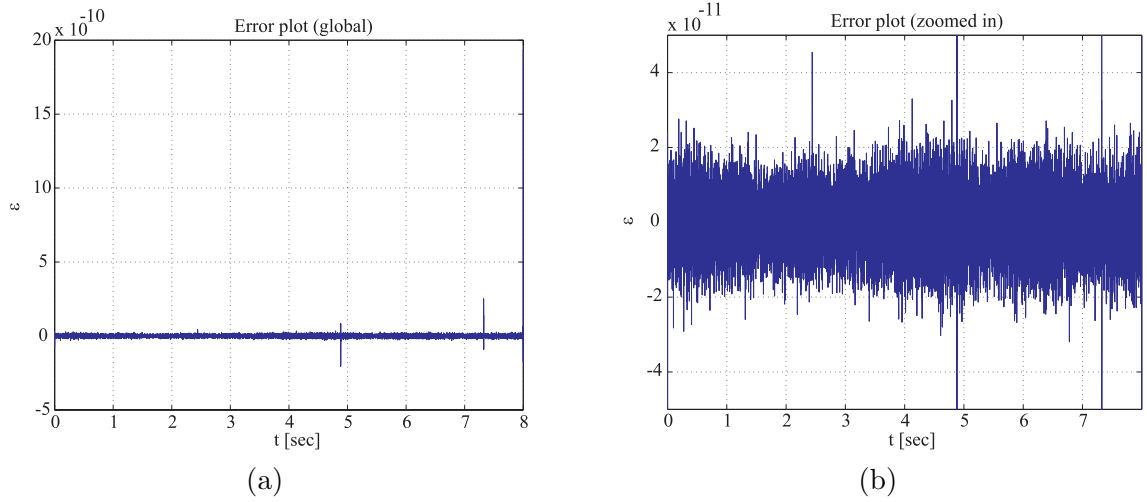 Error plot (global)
x 10^-10
20
15
10
5
0
-5
ε
0 1 2 3 4 5 6 7 8
t [sec]
(a)
Error plot (zoomed in)
x 10^-11
4
2
0
-2
-4
ε
0 1 2 3 4 5 6 7
t [sec]
(b)